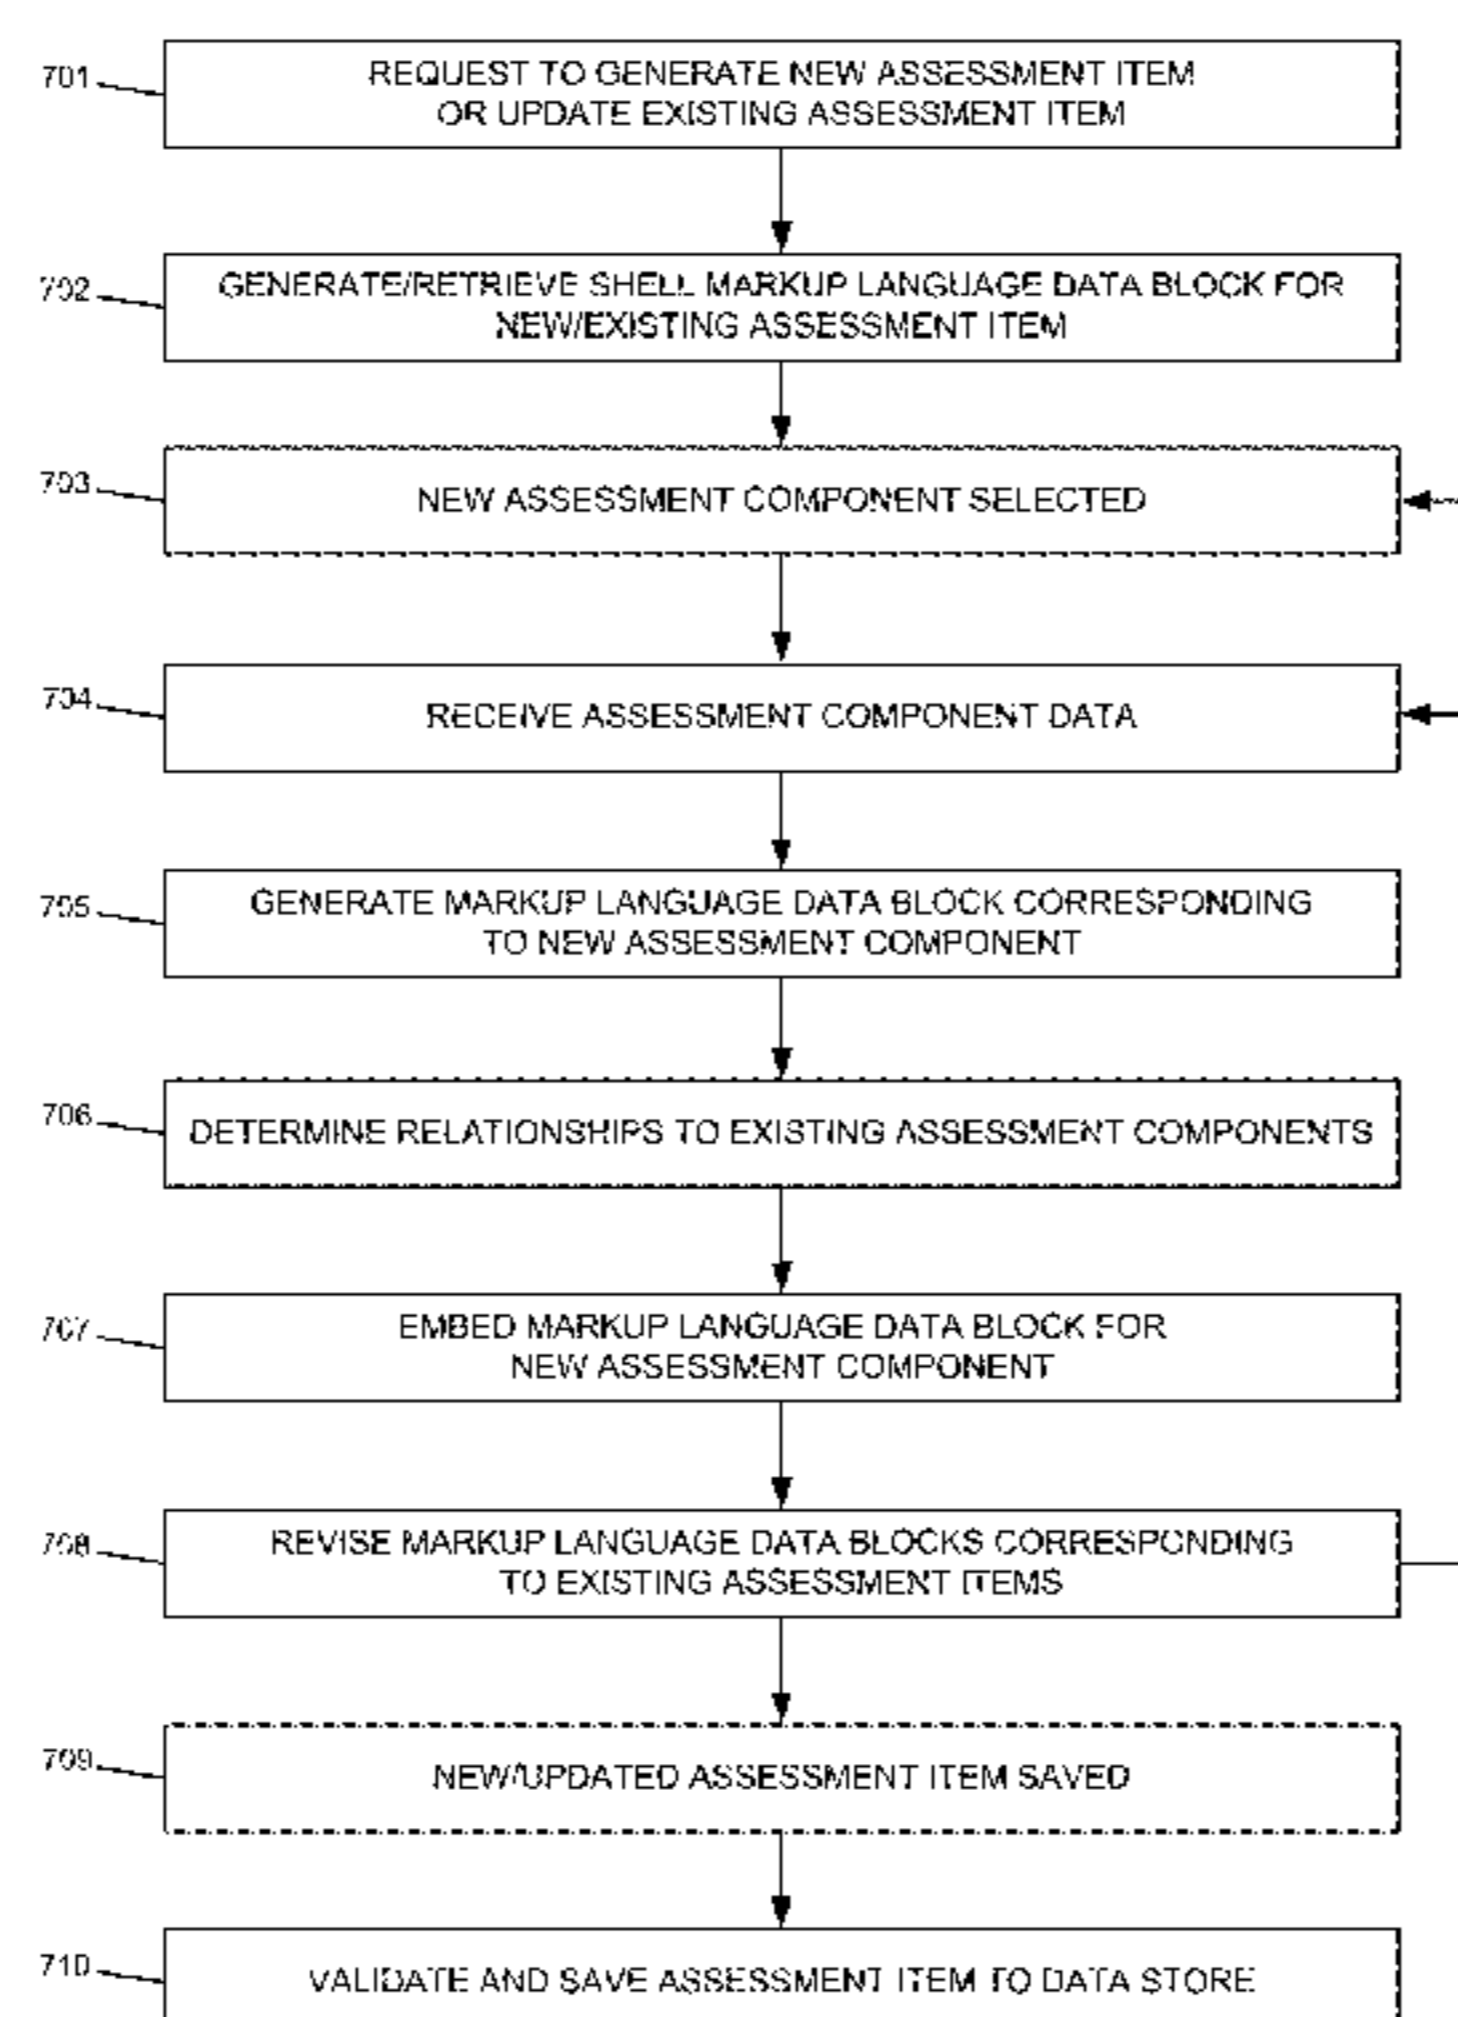 701
REQUEST TO GENERATE NEW ASSESSMENT ITEM
OR UPDATE EXISTING ASSESSMENT ITEM
702
GENERATE/RETRIEVE SHELL MARKUP LANGUAGE DATA BLOCK FOR
NEW/EXISTING ASSESSMENT ITEM
703
NEW ASSESSMENT COMPONENT SELECTED
704
RECEIVE ASSESSMENT COMPONENT DATA
705
GENERATE MARKUP LANGUAGE DATA BLOCK CORRESPONDING
TO NEW ASSESSMENT COMPONENT
706
DETERMINE RELATIONSHIPS TO EXISTING ASSESSMENT COMPONENTS
707
EMBED MARKUP LANGUAGE DATA BLOCK FOR
NEW ASSESSMENT COMPONENT
708
REVISE MARKUP LANGUAGE DATA BLOCKS CORRESPONDING
TO EXISTING ASSESSMENT ITEMS
709
NEW/UPDATED ASSESSMENT ITEM SAVED
710
VALIDATE AND SAVE ASSESSMENT ITEM TO DATA STORE